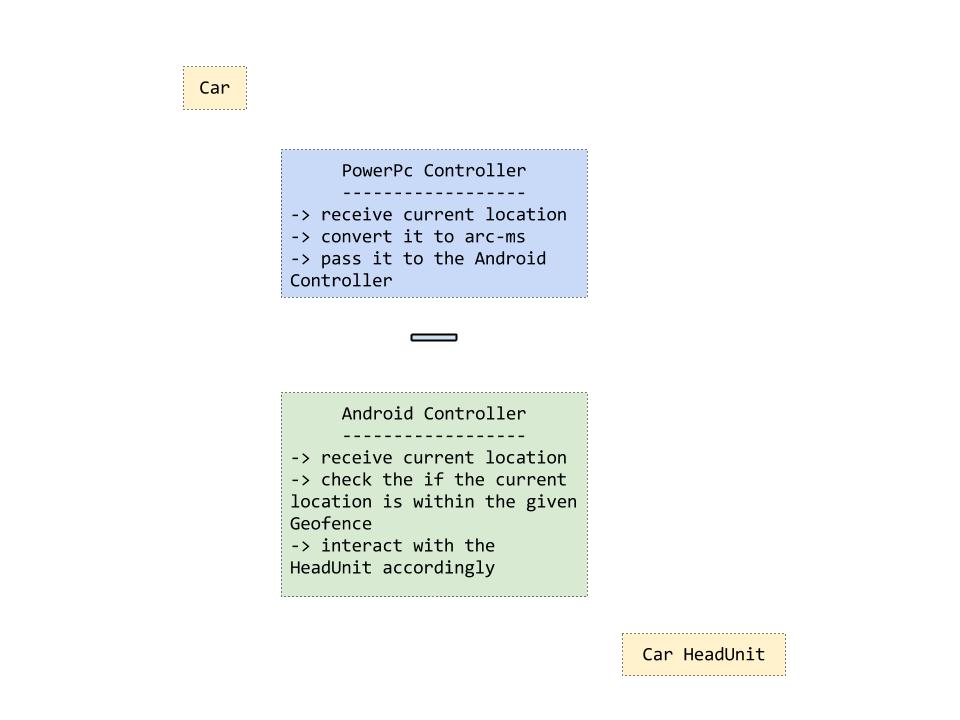 Car
PowerPc Controller
------------------
-> receive current location
-> convert it to arc-ms
-> pass it to the Android
Controller
Android Controller
------------------
-> receive current location
-> check the if the current
location is within the given
Geofence
-> interact with the
HeadUnit accordingly
Car HeadUnit